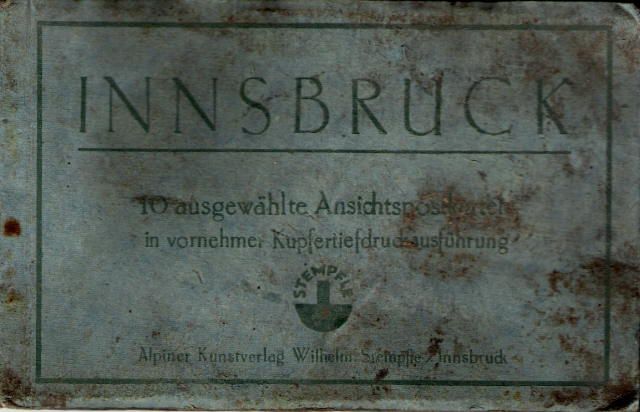 INNSBRUCK
10 ausgewählte Ansichtspostkarten
in vornehmer Kupfertiefdruckausführung
STEMPFLE
Alpiner Kunstverlag Wilhelm Stempfle / Innsbruck